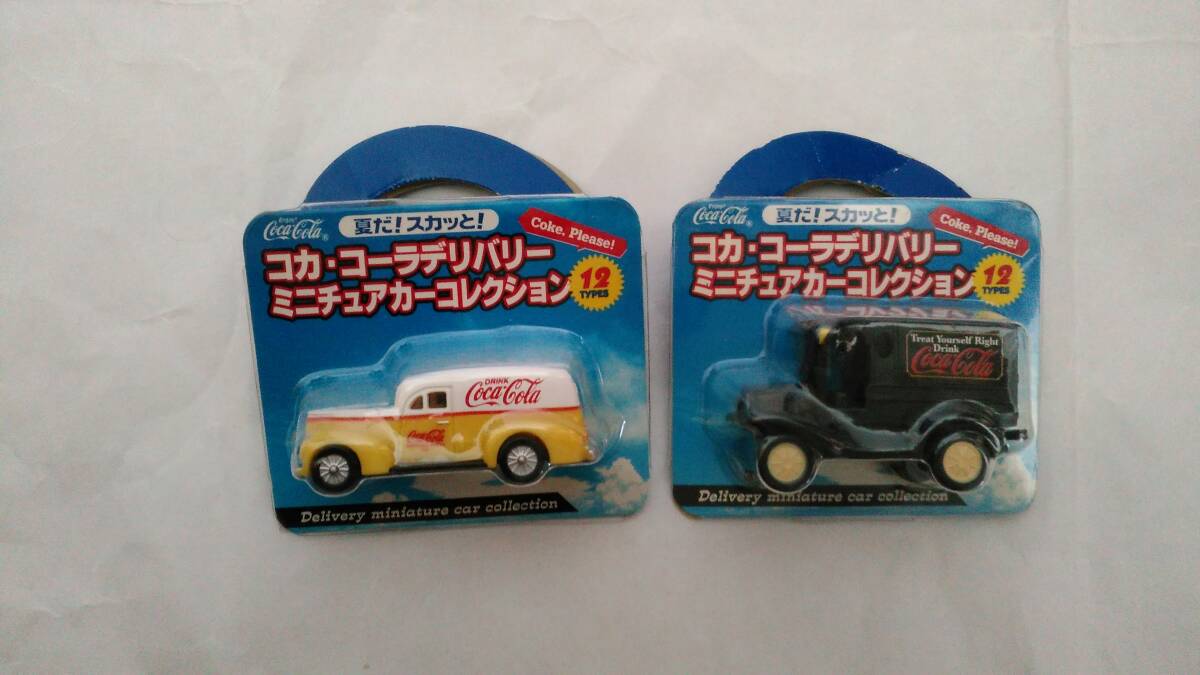 Enjoy
Coca-Cola®
夏だ!スカッと!
Coke, Please!
コカ・コーラデリバリー
ミニチュアカーコレクション
12
TYPES
DRINK
Coca-Cola
Coca-Cola
Delivery miniature car collection
Enjoy
Coca-Cola
夏だ!スカッと!
Coke, Please!
コカ・コーラデリバリー
ミニチュアカーコレクション
12
TYPES
Treat Yourself Right
Drink
Coca-Cola
Delivery miniature car collection